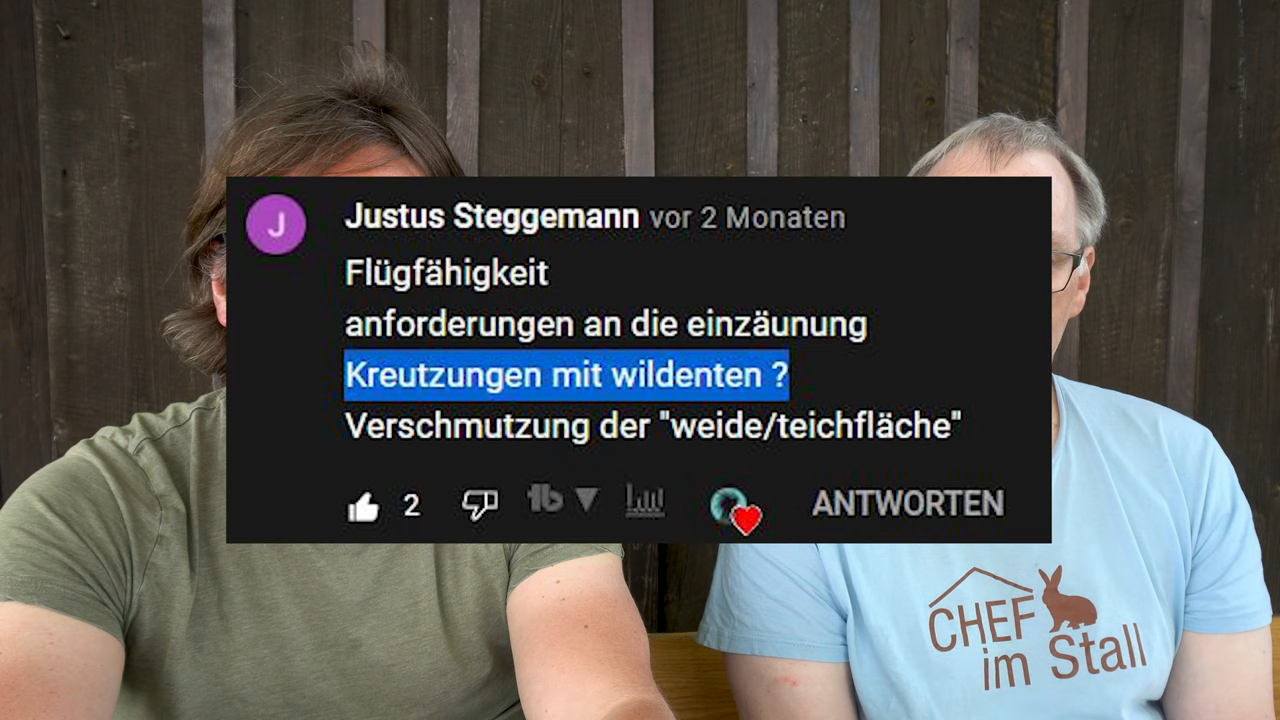 J
Justus Steggemann vor 2 Monaten
Flügfähigkeit
anforderungen an die einzäunung
Kreutzungen mit wildenten ?
Verschmutzung der "weide/teichfläche"
2
ANTWORTEN
CHEF
im Stall